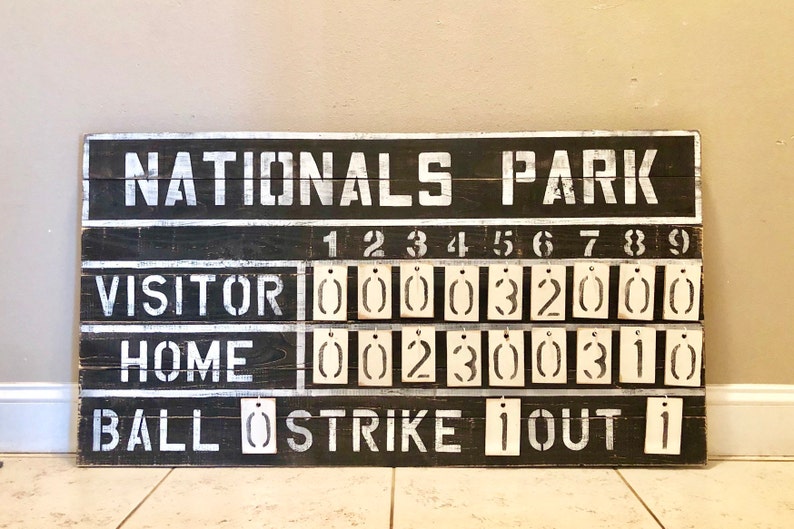 NATIONALS PARK
1 2 3 4 5 6 7 8 9
VISITOR 0 0 0 0 3 2 0 0 0
HOME 0 0 2 3 0 0 3 1 0
BALL 0 STRIKE 1 OUT 1